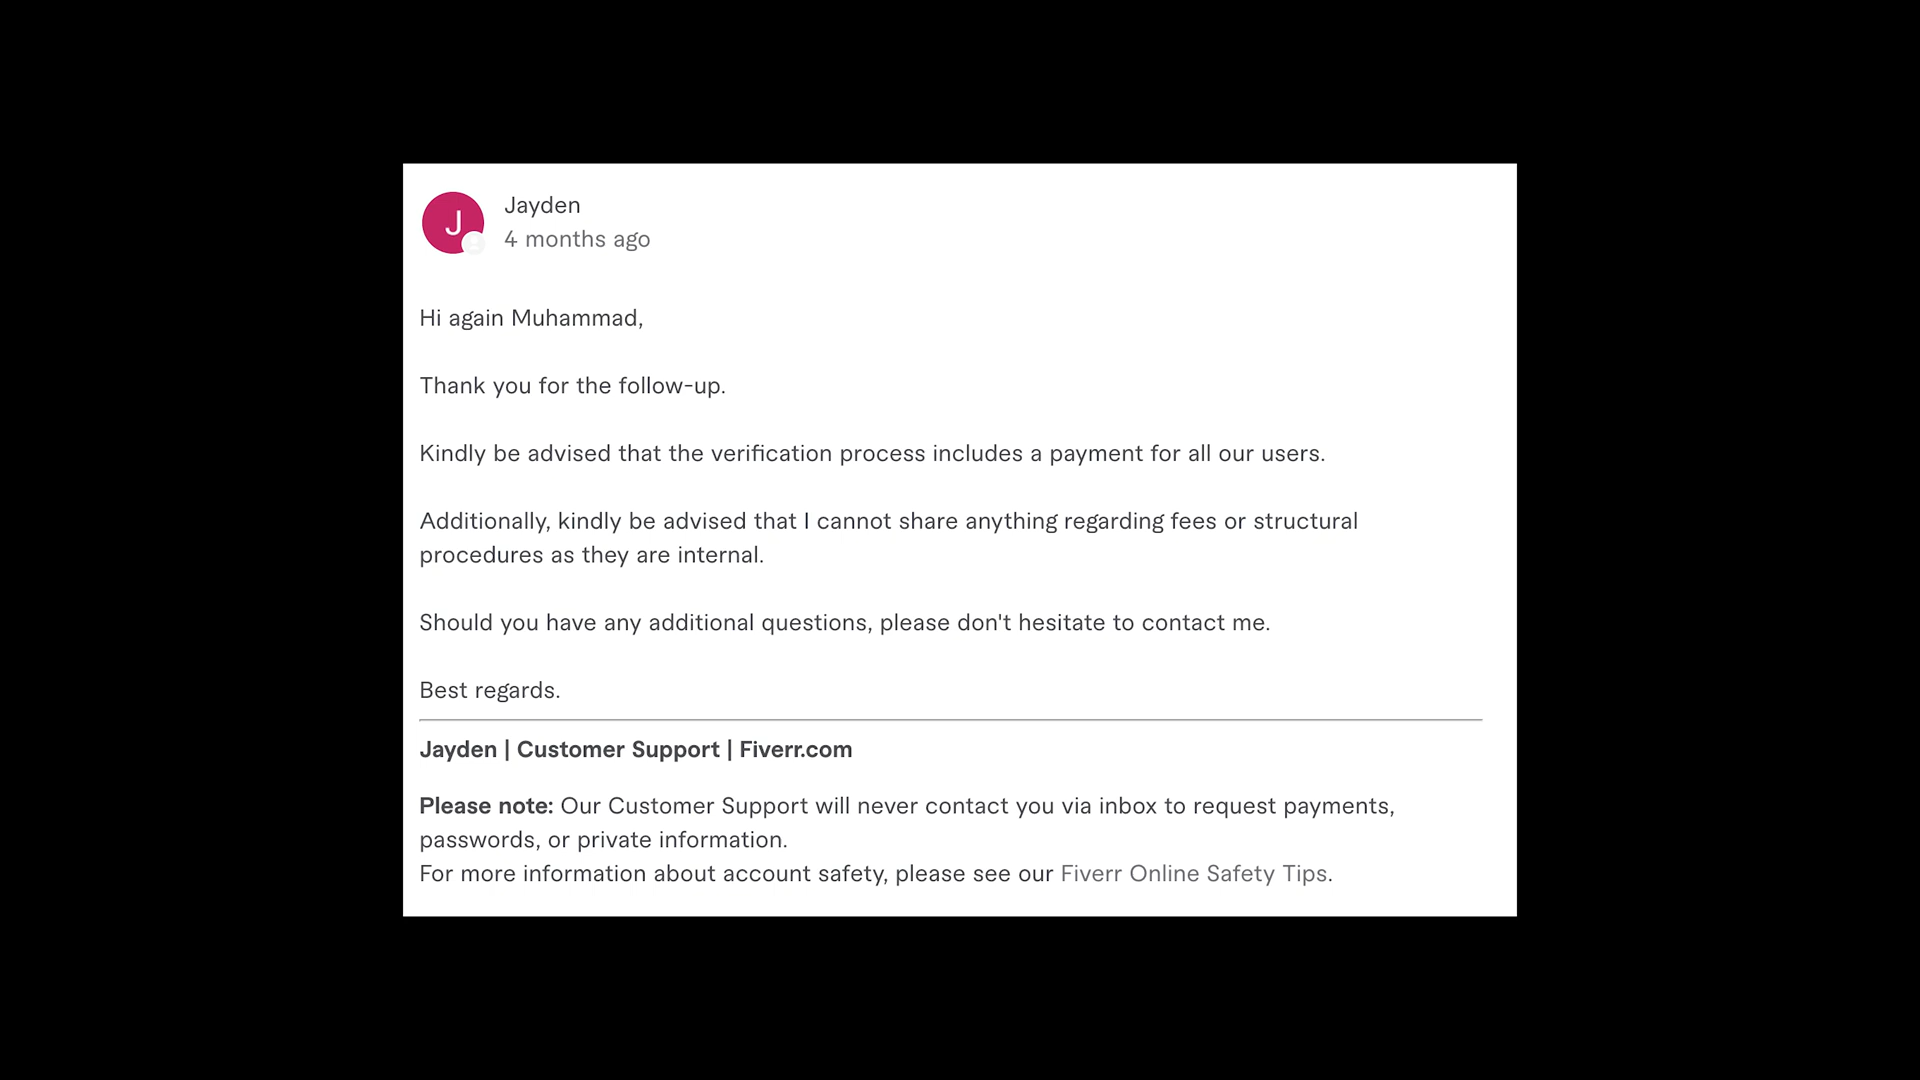 J
Jayden
4 months ago
Hi again Muhammad,
Thank you for the follow-up.
Kindly be advised that the verification process includes a payment for all our users.
Additionally, kindly be advised that I cannot share anything regarding fees or structural
procedures as they are internal.
Should you have any additional questions, please don't hesitate to contact me.
Best regards.
Jayden | Customer Support | Fiverr.com
Please note: Our Customer Support will never contact you via inbox to request payments,
passwords, or private information.
For more information about account safety, please see our Fiverr Online Safety Tips.